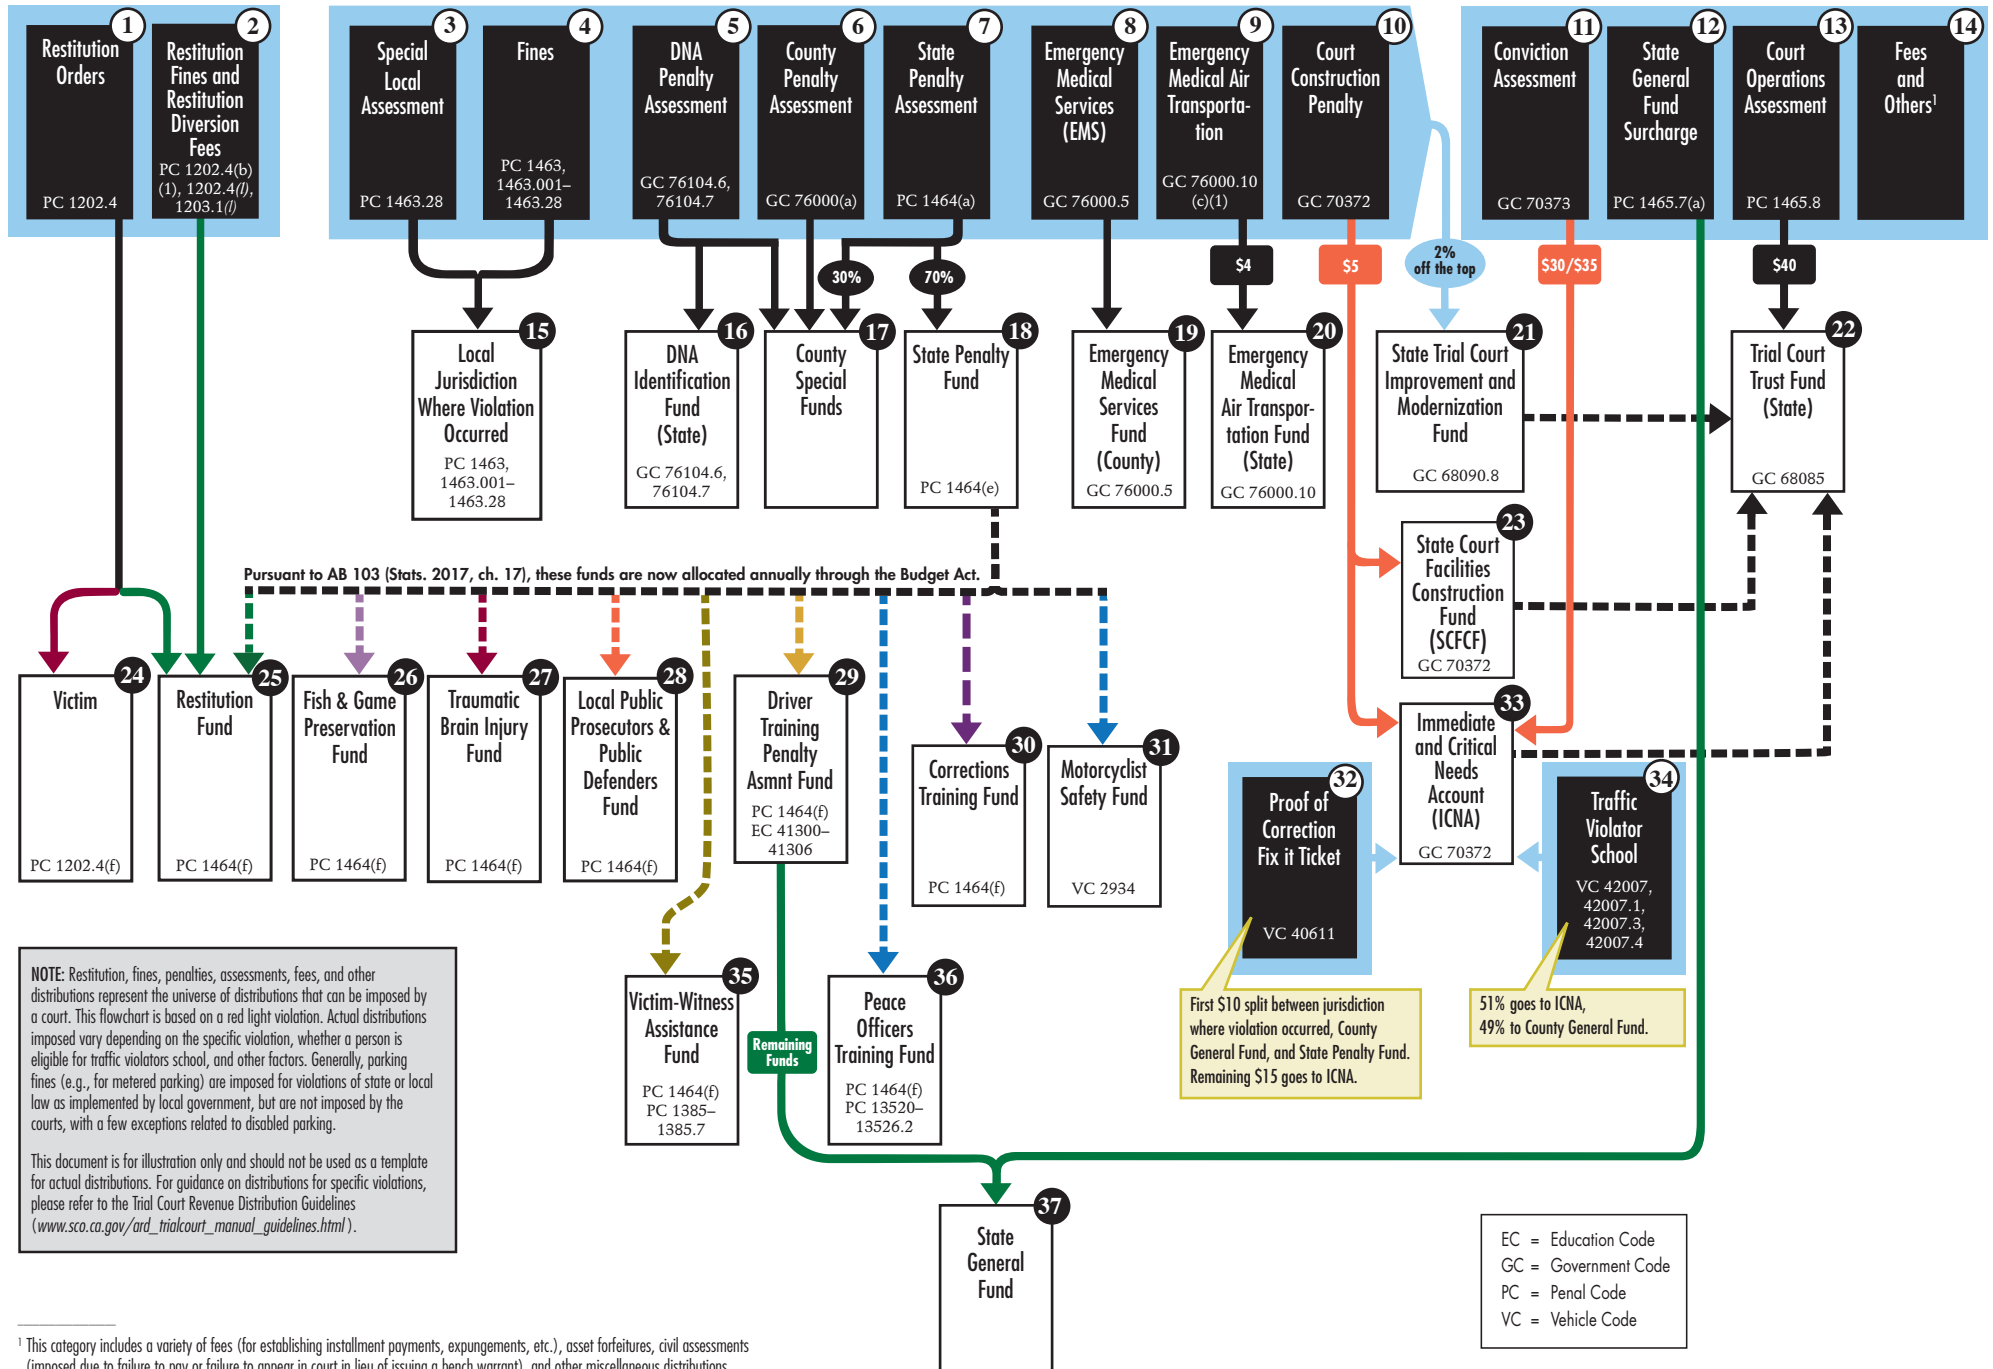 1
Restitution
Orders
PC 1202.4
2
Restitution
Fines and
Restitution
Diversion
Fees
PC 1202.4(b)
(1), 1202.4(l),
1203.1(l)
3
Special
Local
Assessment
PC 1463.28
4
Fines
PC 1463,
1463.001–
1463.28
5
DNA
Penalty
Assessment
GC 76104.6,
76104.7
6
County
Penalty
Assessment
GC 76000(a)
7
State
Penalty
Assessment
PC 1464(a)
8
Emergency
Medical
Services
(EMS)
GC 76000.5
9
Emergency
Medical Air
Transporta-
tion
GC 76000.10
(c)(1)
10
Court
Construction
Penalty
GC 70372
11
Conviction
Assessment
GC 70373
12
State
General
Fund
Surcharge
PC 1465.7(a)
13
Court
Operations
Assessment
PC 1465.8
14
Fees
and
Others1
30%
70%
$4
$5
2%
off the top
$30/$35
$40
15
Local
Jurisdiction
Where Violation
Occurred
PC 1463,
1463.001–
1463.28
16
DNA
Identification
Fund
(State)
GC 76104.6,
76104.7
17
County
Special
Funds
18
State Penalty
Fund
PC 1464(e)
19
Emergency
Medical
Services
Fund
(County)
GC 76000.5
20
Emergency
Medical
Air Transpor-
tation Fund
(State)
GC 76000.10
21
State Trial Court
Improvement and
Modernization
Fund
GC 68090.8
22
Trial Court
Trust Fund
(State)
GC 68085
23
State Court
Facilities
Construction
Fund
(SCFCF)
GC 70372
Pursuant to AB 103 (Stats. 2017, ch. 17), these funds are now allocated annually through the Budget Act.
24
Victim
PC 1202.4(f)
25
Restitution
Fund
PC 1464(f)
26
Fish & Game
Preservation
Fund
PC 1464(f)
27
Traumatic
Brain Injury
Fund
PC 1464(f)
28
Local Public
Prosecutors &
Public
Defenders
Fund
PC 1464(f)
29
Driver
Training
Penalty
Asmnt Fund
PC 1464(f)
EC 41300–
41306
30
Corrections
Training Fund
PC 1464(f)
31
Motorcyclist
Safety Fund
VC 2934
32
Proof of
Correction
Fix it Ticket
VC 40611
33
Immediate
and Critical
Needs
Account
(ICNA)
GC 70372
34
Traffic
Violator
School
VC 42007,
42007.1,
42007.3,
42007.4
First $10 split between jurisdiction
where violation occurred, County
General Fund, and State Penalty Fund.
Remaining $15 goes to ICNA.
51% goes to ICNA,
49% to County General Fund.
35
Victim-Witness
Assistance
Fund
PC 1464(f)
PC 1385–
1385.7
36
Peace
Officers
Training Fund
PC 1464(f)
PC 13520–
13526.2
Remaining
Funds
37
State
General
Fund
NOTE: Restitution, fines, penalties, assessments, fees, and other
distributions represent the universe of distributions that can be imposed by
a court. This flowchart is based on a red light violation. Actual distributions
imposed vary depending on the specific violation, whether a person is
eligible for traffic violators school, and other factors. Generally, parking
fines (e.g., for metered parking) are imposed for violations of state or local
law as implemented by local government, but are not imposed by the
courts, with a few exceptions related to disabled parking.
This document is for illustration only and should not be used as a template
for actual distributions. For guidance on distributions for specific violations,
please refer to the Trial Court Revenue Distribution Guidelines
(www.sco.ca.gov/ard_trialcourt_manual_guidelines.html ).
EC = Education Code
GC = Government Code
PC = Penal Code
VC = Vehicle Code
1 This category includes a variety of fees (for establishing installment payments, expungements, etc.), asset forfeitures, civil assessments
(imposed due to failure to pay or failure to appear in court in lieu of issuing a bench warrant), and other miscellaneous distributions.